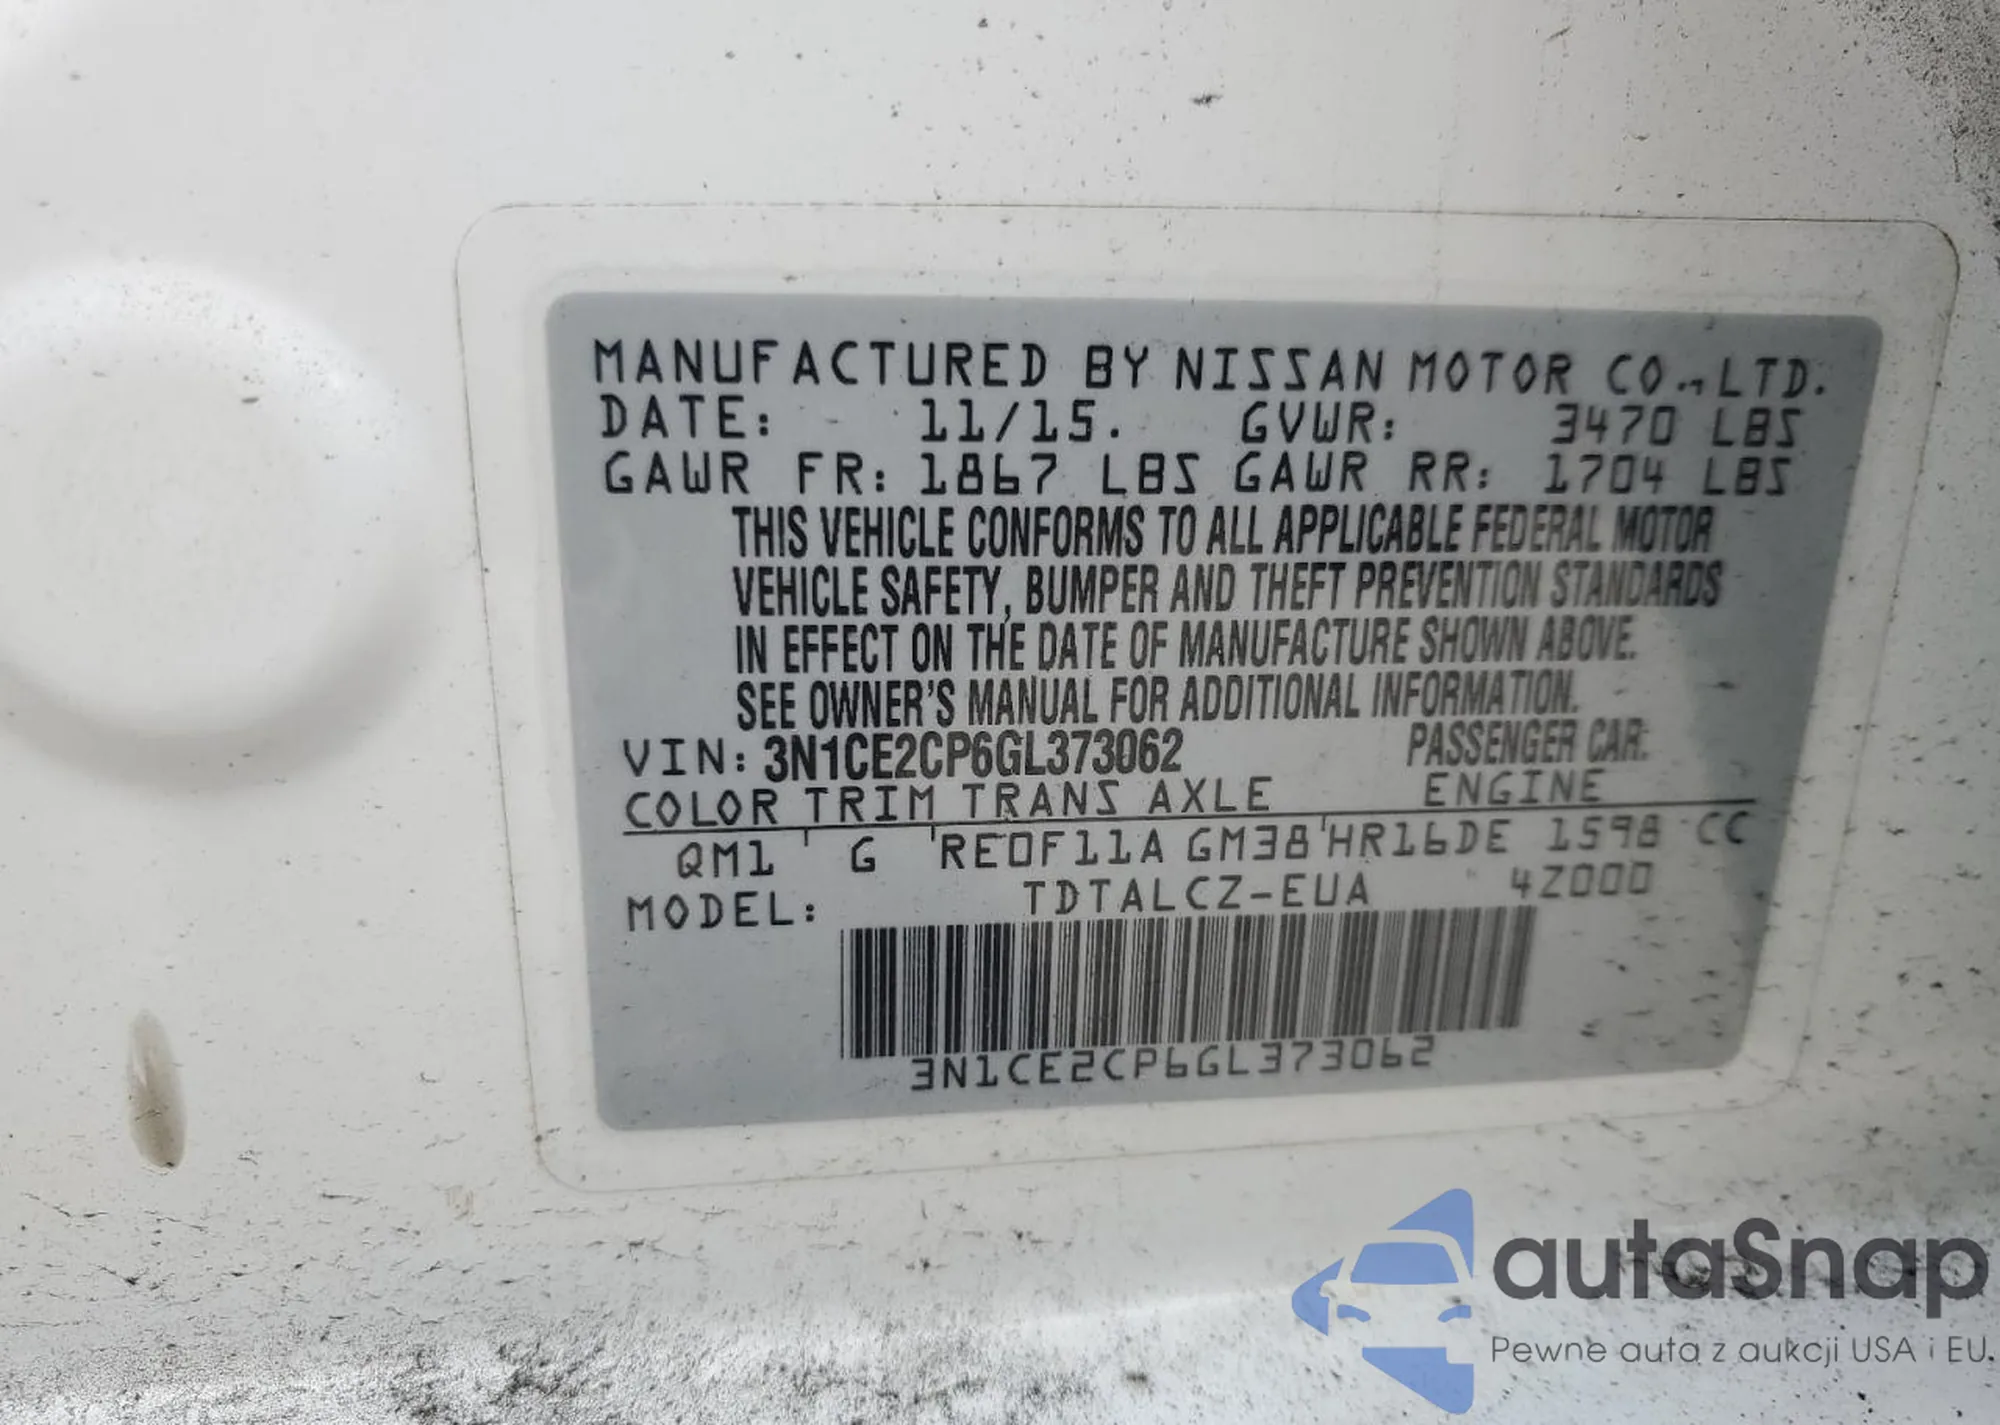 MANUFACTURED BY NISSAN MOTOR CO., LTD.
DATE: 11/15. GVWR: 3470 LBS
GAWR FR: 1867 LBS GAWR RR: 1704 LBS
THIS VEHICLE CONFORMS TO ALL APPLICABLE FEDERAL MOTOR
VEHICLE SAFETY, BUMPER AND THEFT PREVENTION STANDARDS
IN EFFECT ON THE DATE OF MANUFACTURE SHOWN ABOVE.
SEE OWNER'S MANUAL FOR ADDITIONAL INFORMATION.
VIN: 3N1CE2CP6GL373062 PASSENGER CAR.
COLOR TRIM TRANS AXLE ENGINE
QM1 G RE0F11A GM38 HR16DE 1598 CC
MODEL: TDTALCZ-EUA 4Z000
3N1CE2CP6GL373062
autaSnap
Pewne auta z aukcji USA i EU.